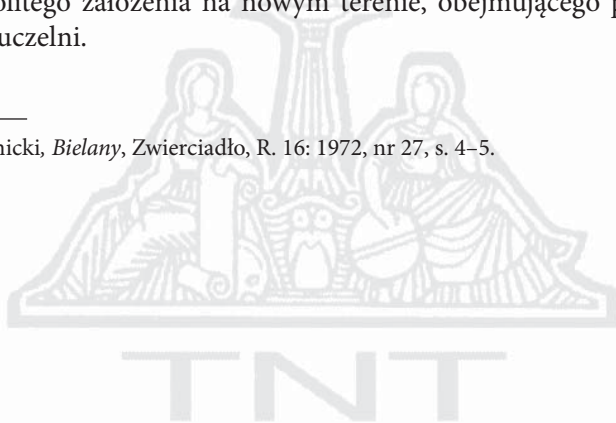 olitego założenia na nowym terenie, obejmującego p
uczelni.
nicki, Bielany, Zwierciadło, R. 16: 1972, nr 27, s. 4–5.
TNT